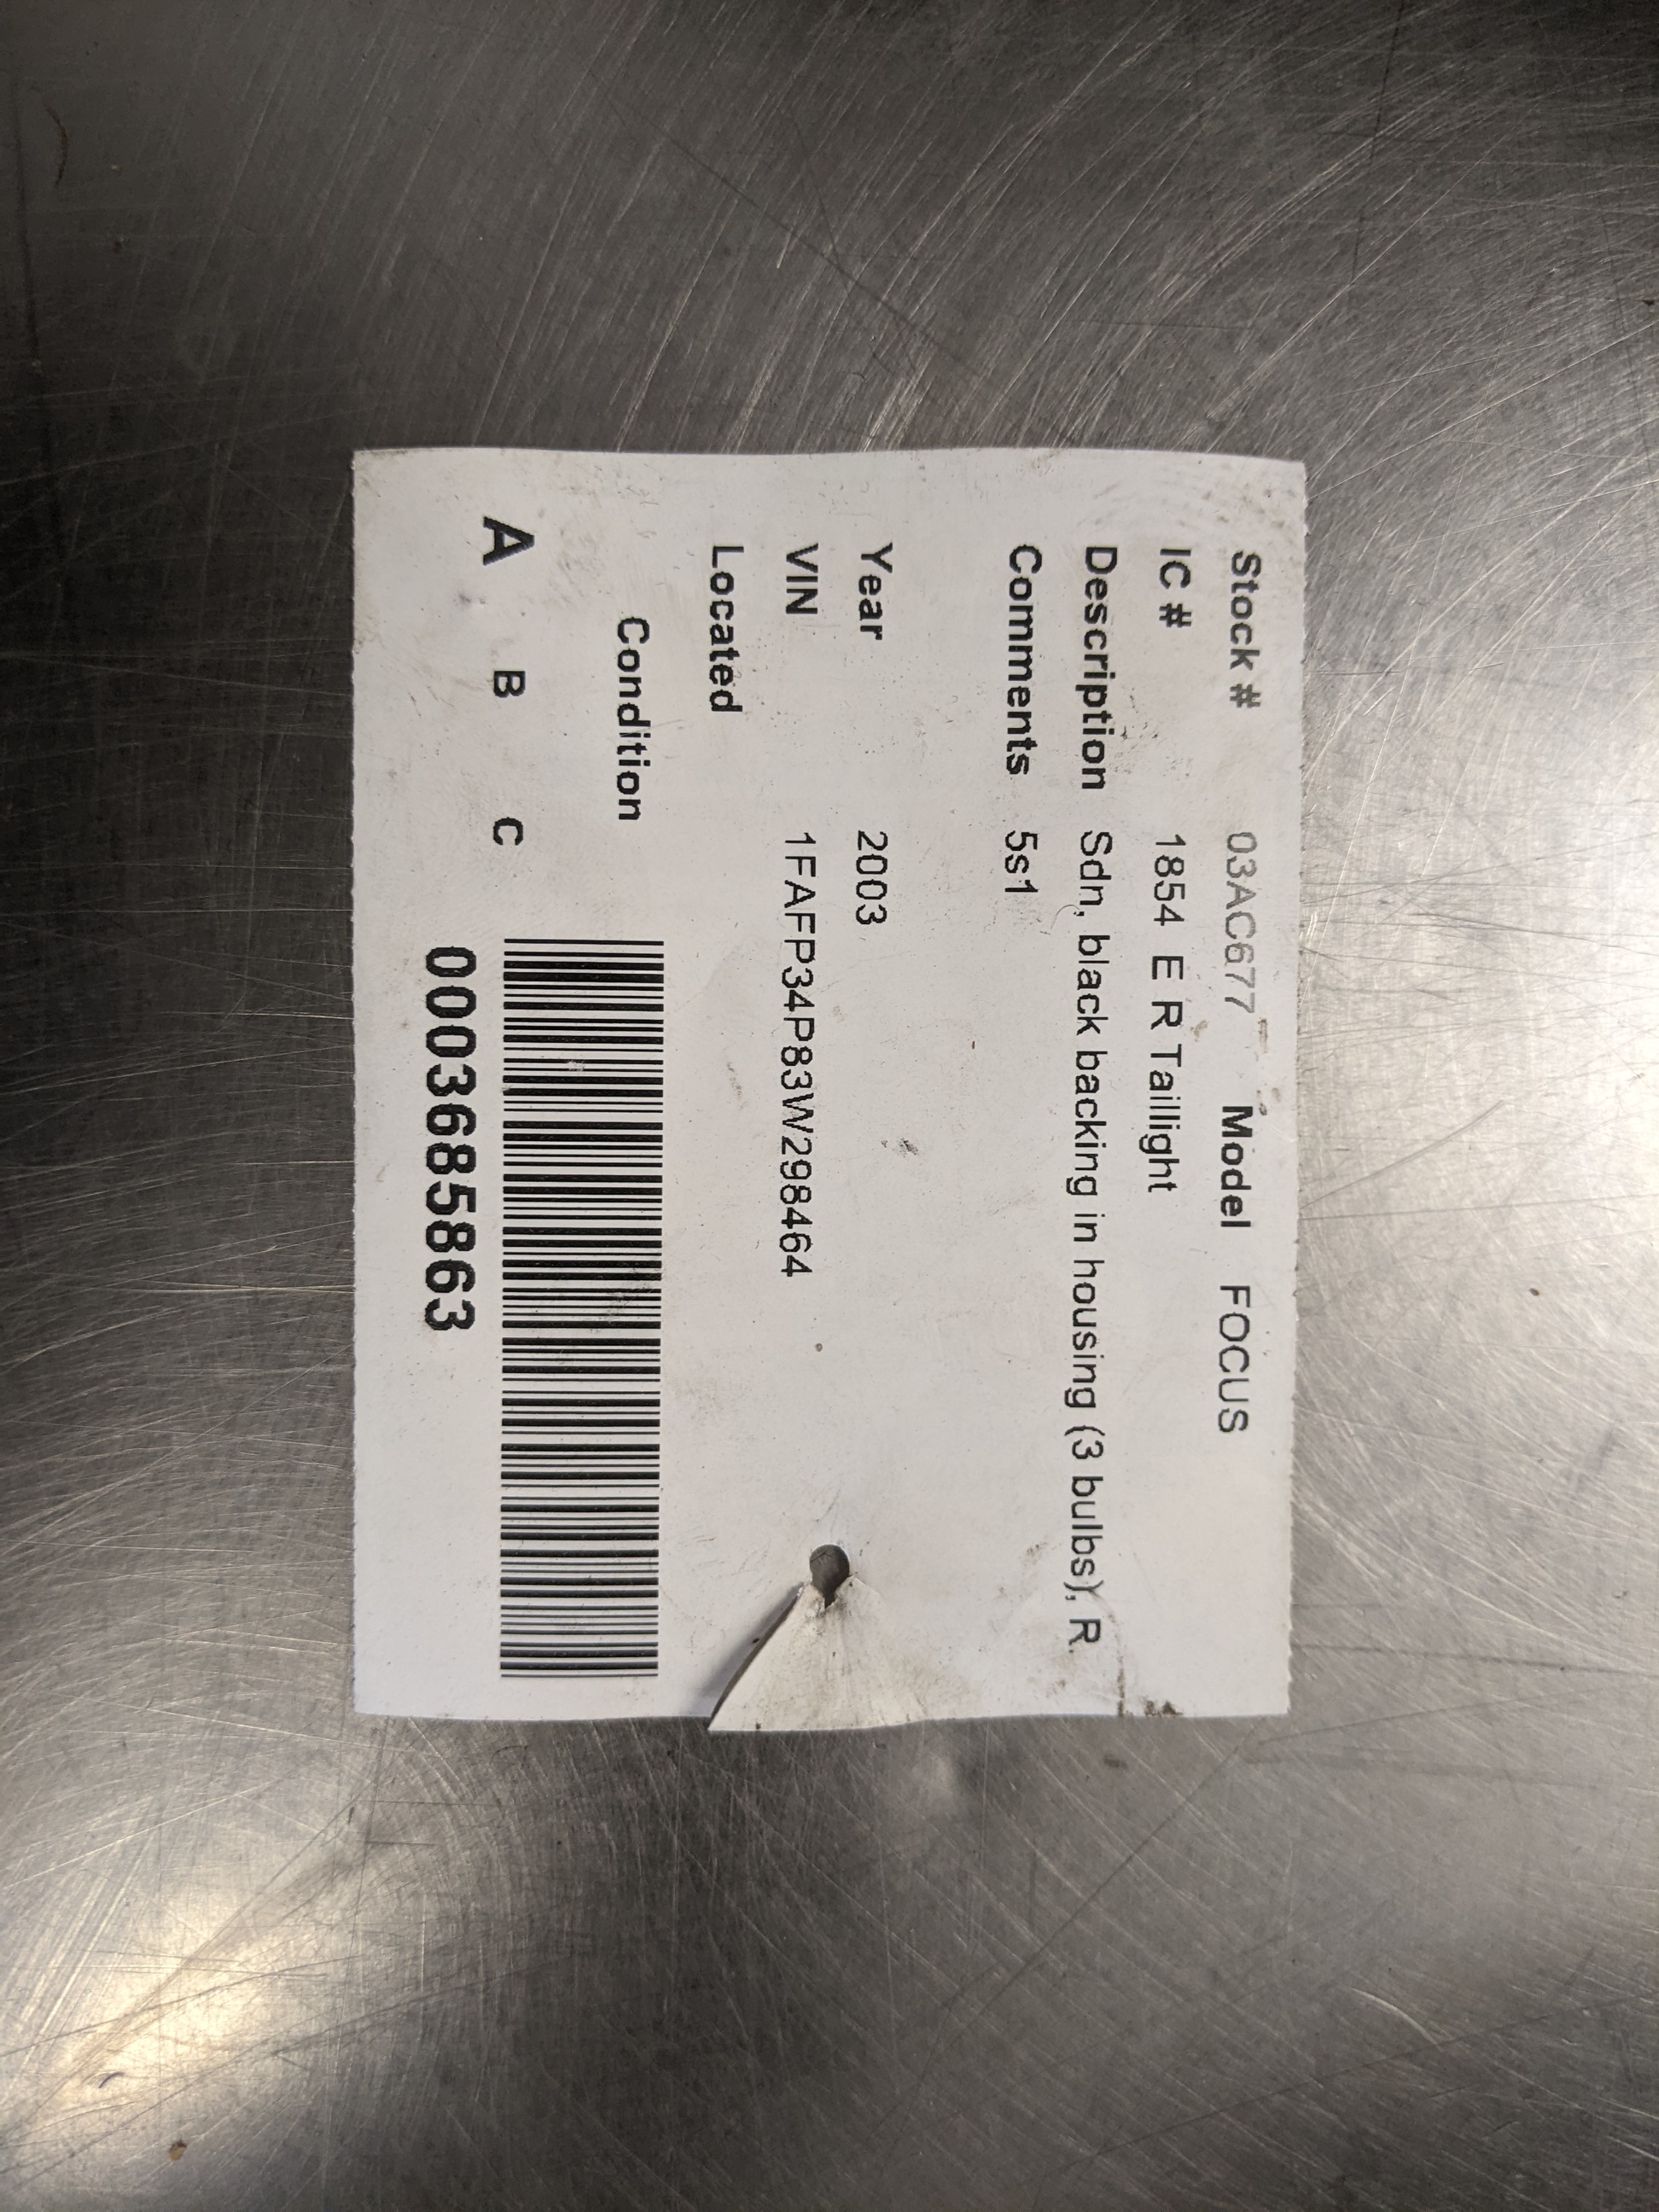 Stock # 03AC677 Model FOCUS
IC # 1854 E R Taillight
Description Sdn, black backing in housing (3 bulbs), R.
Comments 5s1
Year 2003
VIN 1FAFP34P83W298464
Located
Condition
A B C
0003685863